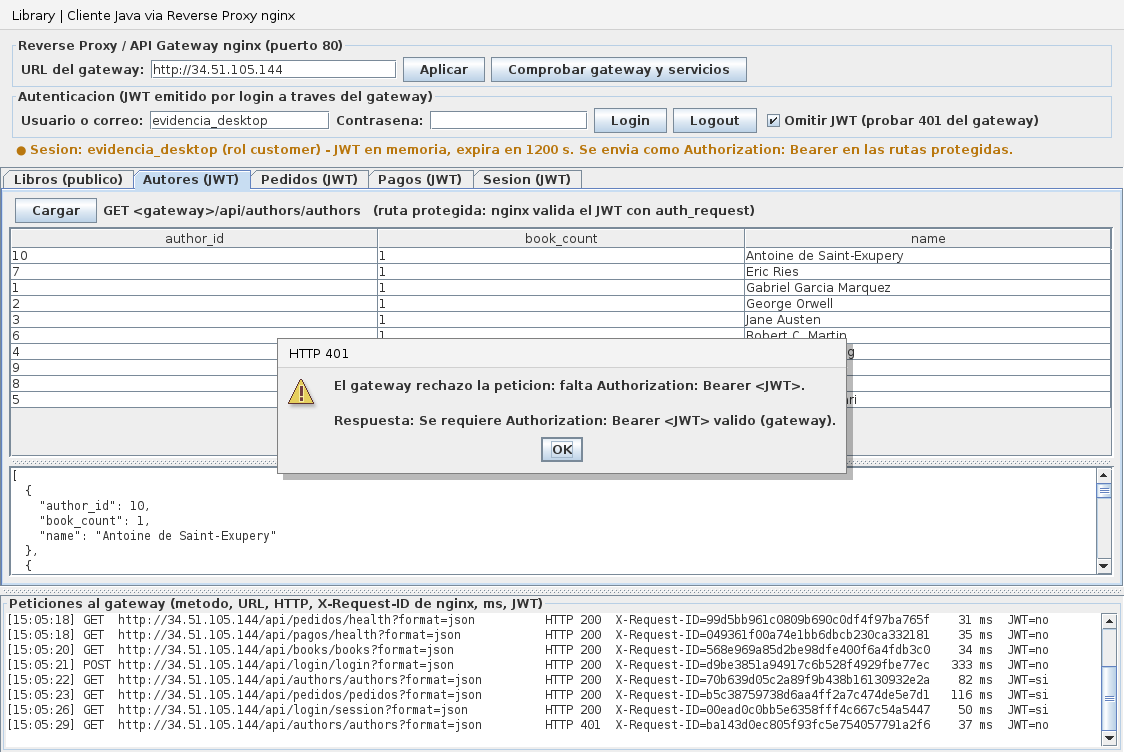 Library | Cliente Java via Reverse Proxy nginx
Reverse Proxy / API Gateway nginx (puerto 80)
URL del gateway: http://34.51.105.144 Aplicar Comprobar gateway y servicios
Autenticacion (JWT emitido por login a traves del gateway)
Usuario o correo: evidencia_desktop Contrasena: Login Logout Omitir JWT (probar 401 del gateway)
Sesion: evidencia_desktop (rol customer) - JWT en memoria, expira en 1200 s. Se envia como Authorization: Bearer en las rutas protegidas.
Libros (publico) Autores (JWT) Pedidos (JWT) Pagos (JWT) Sesion (JWT)
Cargar GET <gateway>/api/authors/authors (ruta protegida: nginx valida el JWT con auth_request)
author_id book_count name
10 1 Antoine de Saint-Exupery
7 1 Eric Ries
1 1 Gabriel Garcia Marquez
2 1 George Orwell
3 1 Jane Austen
6 1 Robert C. Martin
4
9
8
5
HTTP 401
El gateway rechazo la peticion: falta Authorization: Bearer <JWT>.
Respuesta: Se requiere Authorization: Bearer <JWT> valido (gateway).
OK
[
{
"author_id": 10,
"book_count": 1,
"name": "Antoine de Saint-Exupery"
},
{
Peticiones al gateway (metodo, URL, HTTP, X-Request-ID de nginx, ms, JWT)
[15:05:18] GET http://34.51.105.144/api/pedidos/health?format=json HTTP 200 X-Request-ID=99d5bb961c0809b690c0df4f97ba765f 31 ms JWT=no
[15:05:18] GET http://34.51.105.144/api/pagos/health?format=json HTTP 200 X-Request-ID=049361f00a74e1bb6dbcb230ca332181 35 ms JWT=no
[15:05:20] GET http://34.51.105.144/api/books/books?format=json HTTP 200 X-Request-ID=568e969a85d2be98dfe400f6a4fdb3c0 34 ms JWT=no
[15:05:21] POST http://34.51.105.144/api/login/login?format=json HTTP 200 X-Request-ID=d9be3851a94917c6b528f4929fbe77ec 333 ms JWT=no
[15:05:22] GET http://34.51.105.144/api/authors/authors?format=json HTTP 200 X-Request-ID=70b639d05c2a89f9b438b16130932e2a 82 ms JWT=si
[15:05:23] GET http://34.51.105.144/api/pedidos/pedidos?format=json HTTP 200 X-Request-ID=b5c38759738d6aa4ff2a7c474de5e7d1 116 ms JWT=si
[15:05:26] GET http://34.51.105.144/api/login/session?format=json HTTP 200 X-Request-ID=00ead0c0bb5e6358fff4c667c54a5447 50 ms JWT=si
[15:05:29] GET http://34.51.105.144/api/authors/authors?format=json HTTP 401 X-Request-ID=ba143d0ec805f93fc5e754057791a2f6 37 ms JWT=no